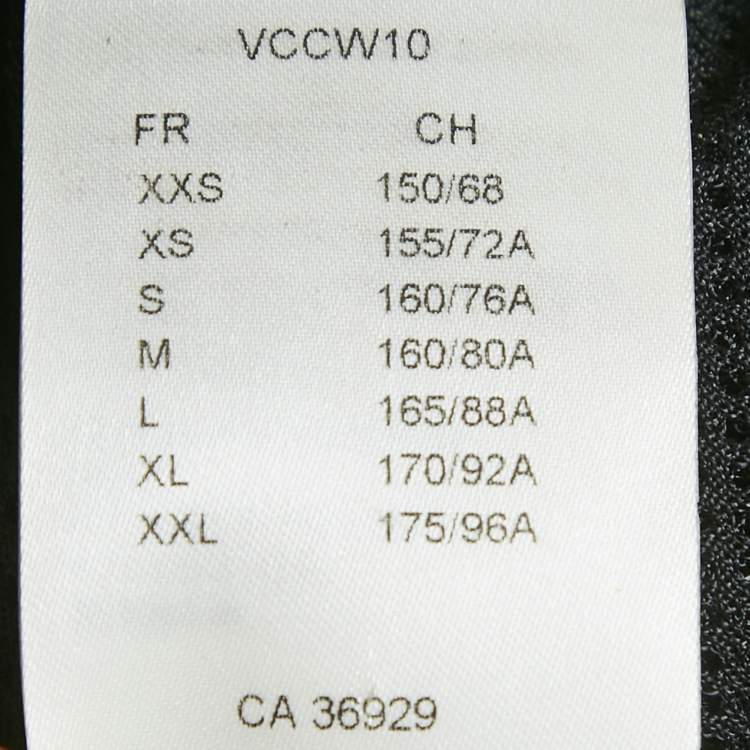 VCCW10
FR CH
XXS 150/68
XS 155/72A
S 160/76A
M 160/80A
L 165/88A
XL 170/92A
XXL 175/96A
CA 36929